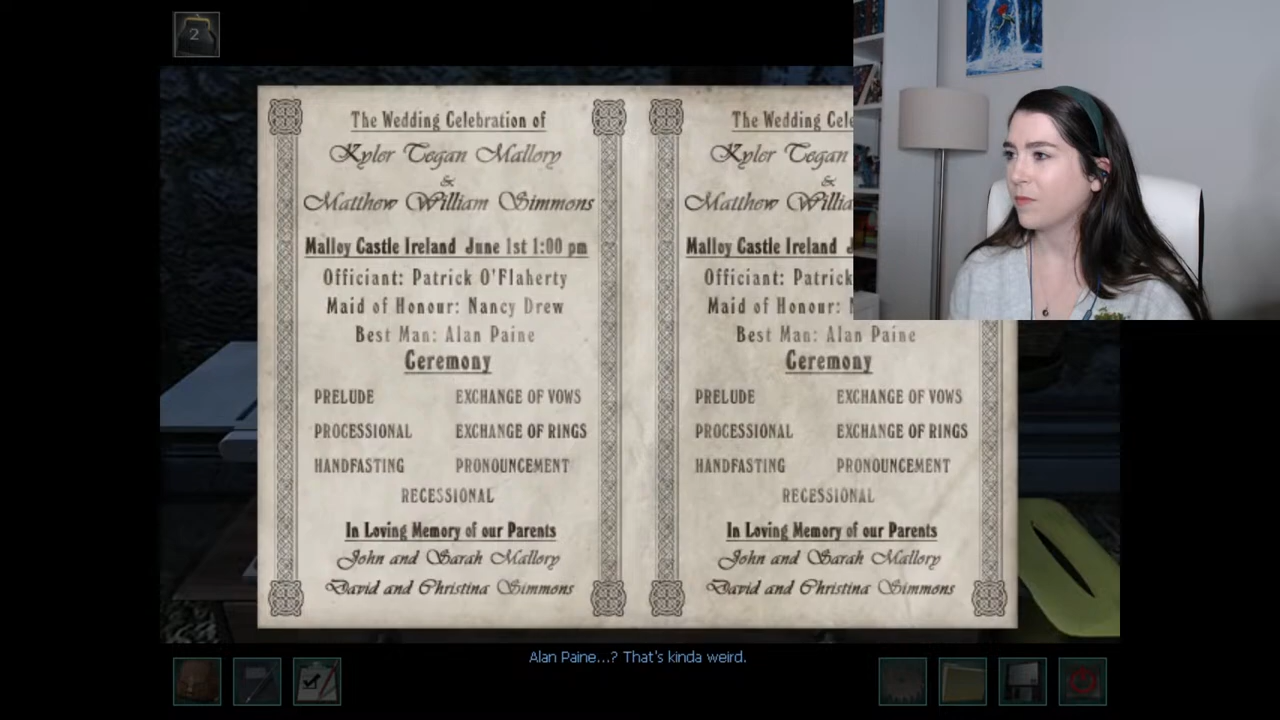 2
The Wedding Celebration of
Kyler Tegan Mallory
&
Matthew William Simmons
Malloy Castle Ireland June 1st 1:00 pm
Officiant: Patrick O'Flaherty
Maid of Honour: Nancy Drew
Best Man: Alan Paine
Ceremony
PRELUDE EXCHANGE OF VOWS
PROCESSIONAL EXCHANGE OF RINGS
HANDFASTING PRONOUNCEMENT
RECESSIONAL
In Loving Memory of our Parents
John and Sarah Mallory
David and Christina Simmons
The Wedding
Kyler Tegan
&
Matthew
Malloy Castle Ireland
Officiant: Patrick
Maid of Honour:
Best Man: Alan Paine
Ceremony
PRELUDE EXCHANGE OF VOWS
PROCESSIONAL EXCHANGE OF RINGS
HANDFASTING PRONOUNCEMENT
RECESSIONAL
In Loving Memory of our Parents
John and Sarah Mallory
David and Christina Simmons
Alan Paine...? That's kinda weird.